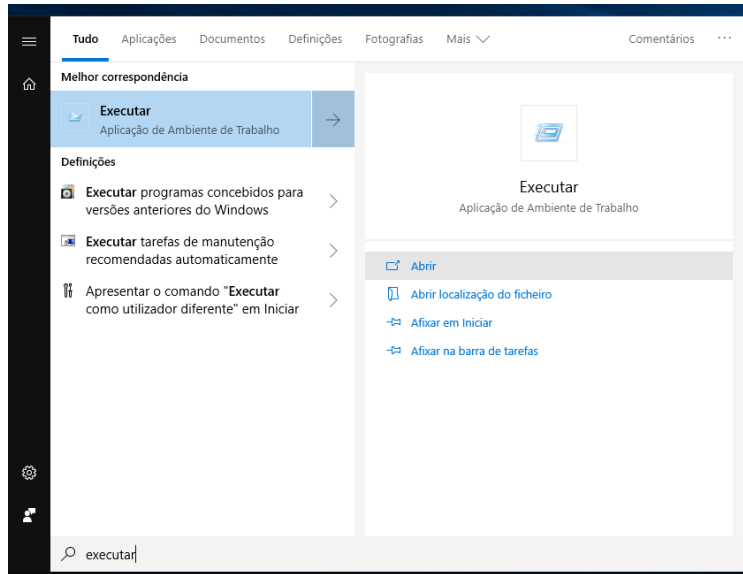 Tudo Aplicações Documentos Definições Fotografias Mais Comentários ...
Melhor correspondência
Executar
Aplicação de Ambiente de Trabalho
Definições
Executar programas concebidos para
versões anteriores do Windows
Executar tarefas de manutenção
recomendadas automaticamente
Apresentar o comando "Executar
como utilizador diferente" em Iniciar
Executar
Aplicação de Ambiente de Trabalho
Abrir
Abrir localização do ficheiro
Afixar em Iniciar
Afixar na barra de tarefas
executar